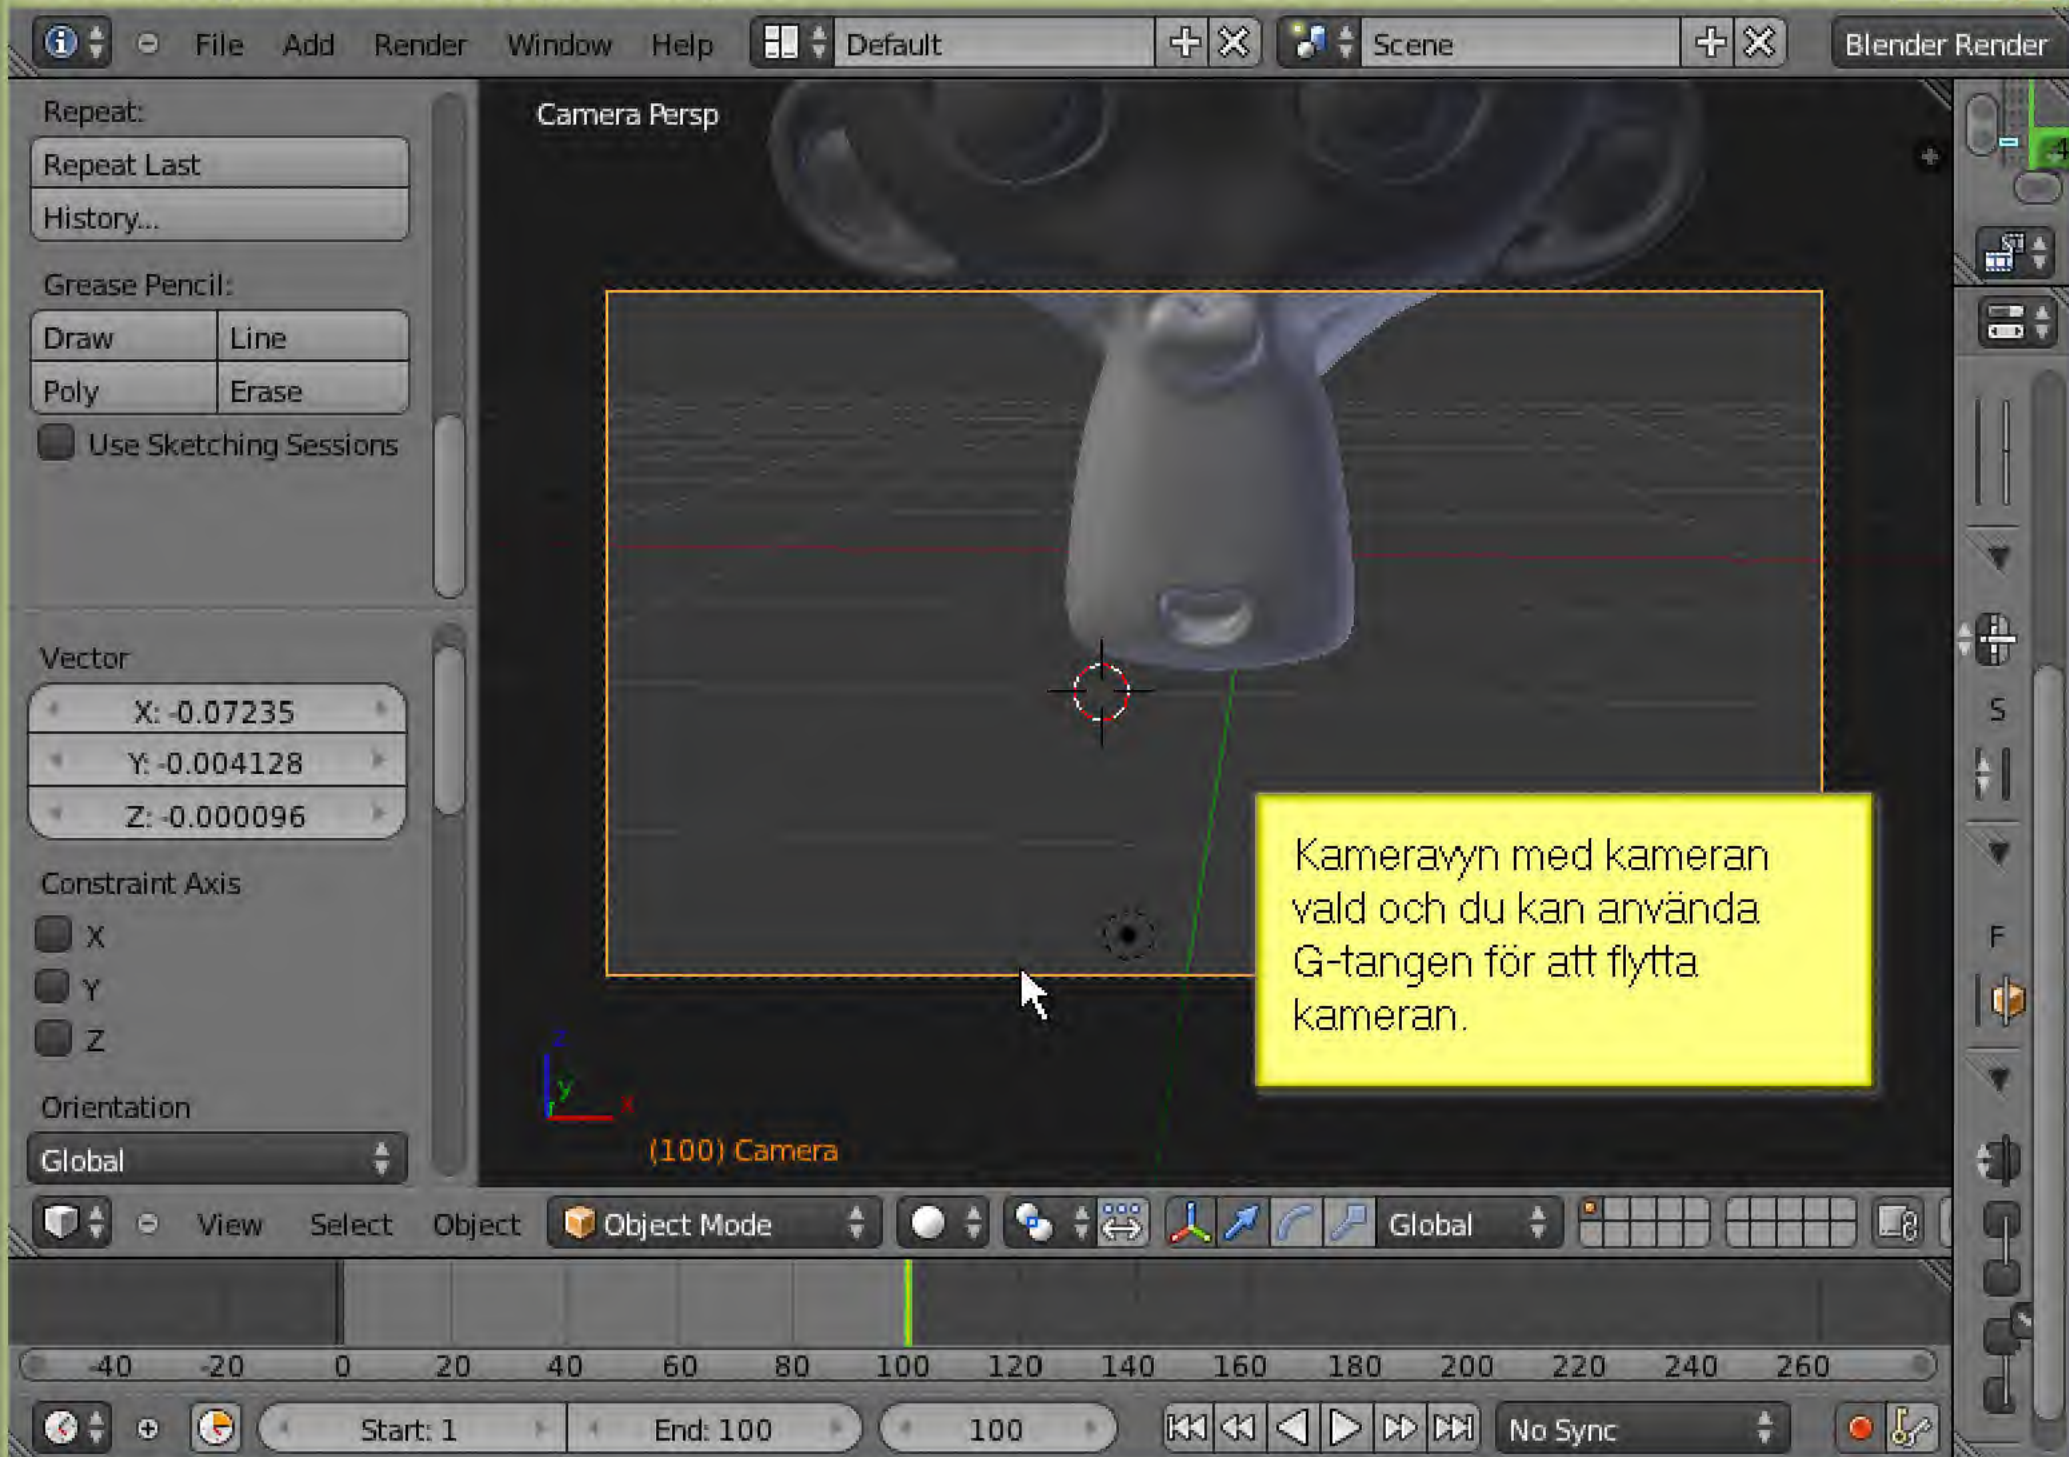 File Add Render Window Help Default Scene Blender Render
Repeat:
Repeat Last
History...
Grease Pencil:
Draw Line
Poly Erase
Use Sketching Sessions
Vector
X: -0.07235
Y: -0.004128
Z: -0.000096
Constraint Axis
X
Y
Z
Orientation
Global
Camera Persp
Kameravyn med kameran
vald och du kan använda
G-tangen för att flytta
kameran.
z
y
x
(100) Camera
S
F
View Select Object Object Mode Global
-40 -20 0 20 40 60 80 100 120 140 160 180 200 220 240 260
Start: 1 End: 100 100 No Sync